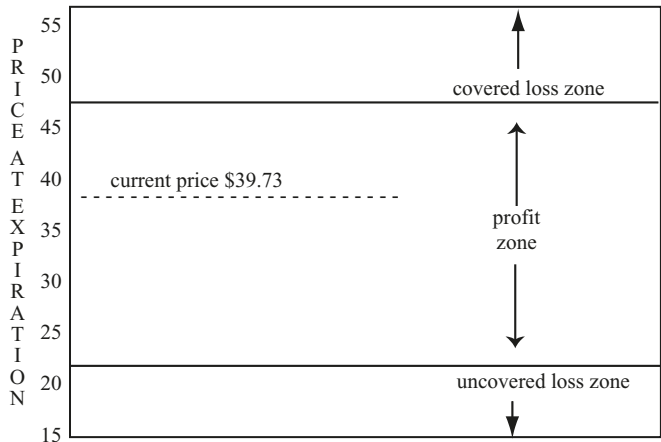 PRICE AT EXPIRATION
55
50
45
40
35
30
25
20
15
covered loss zone
current price $39.73
profit
zone
uncovered loss zone